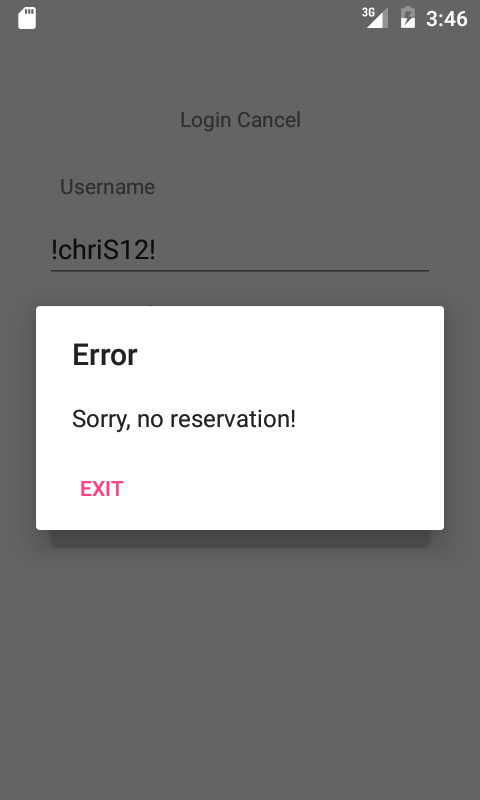 3G 3:46
Login Cancel
Username
!chriS12!
Error
Sorry, no reservation!
EXIT